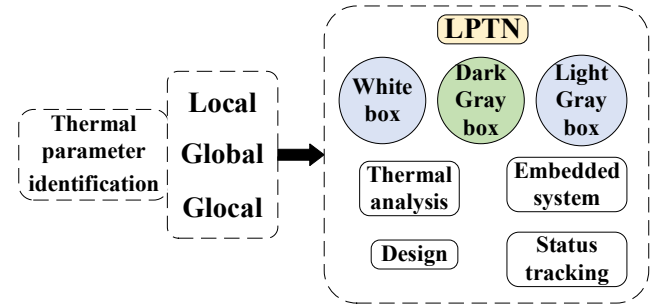 Thermal
parameter
identification
Local
Global
Glocal
LPTN
White
box
Dark
Gray
box
Light
Gray
box
Thermal
analysis
Embedded
system
Design
Status
tracking